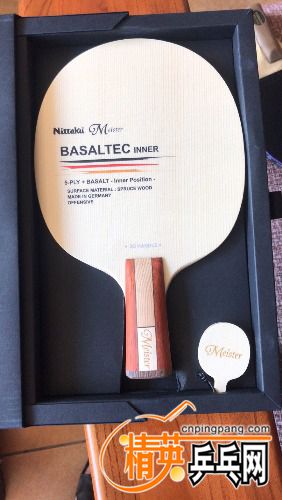 Nittaku Meister
BASALTEC INNER
5-PLY + BASALT - Inner Position -
SURFACE MATERIAL : SPRUCE WOOD
MADE IN GERMANY
OFFENSIVE
Meister
Meister
cnpingpang.com
精英乒乓网